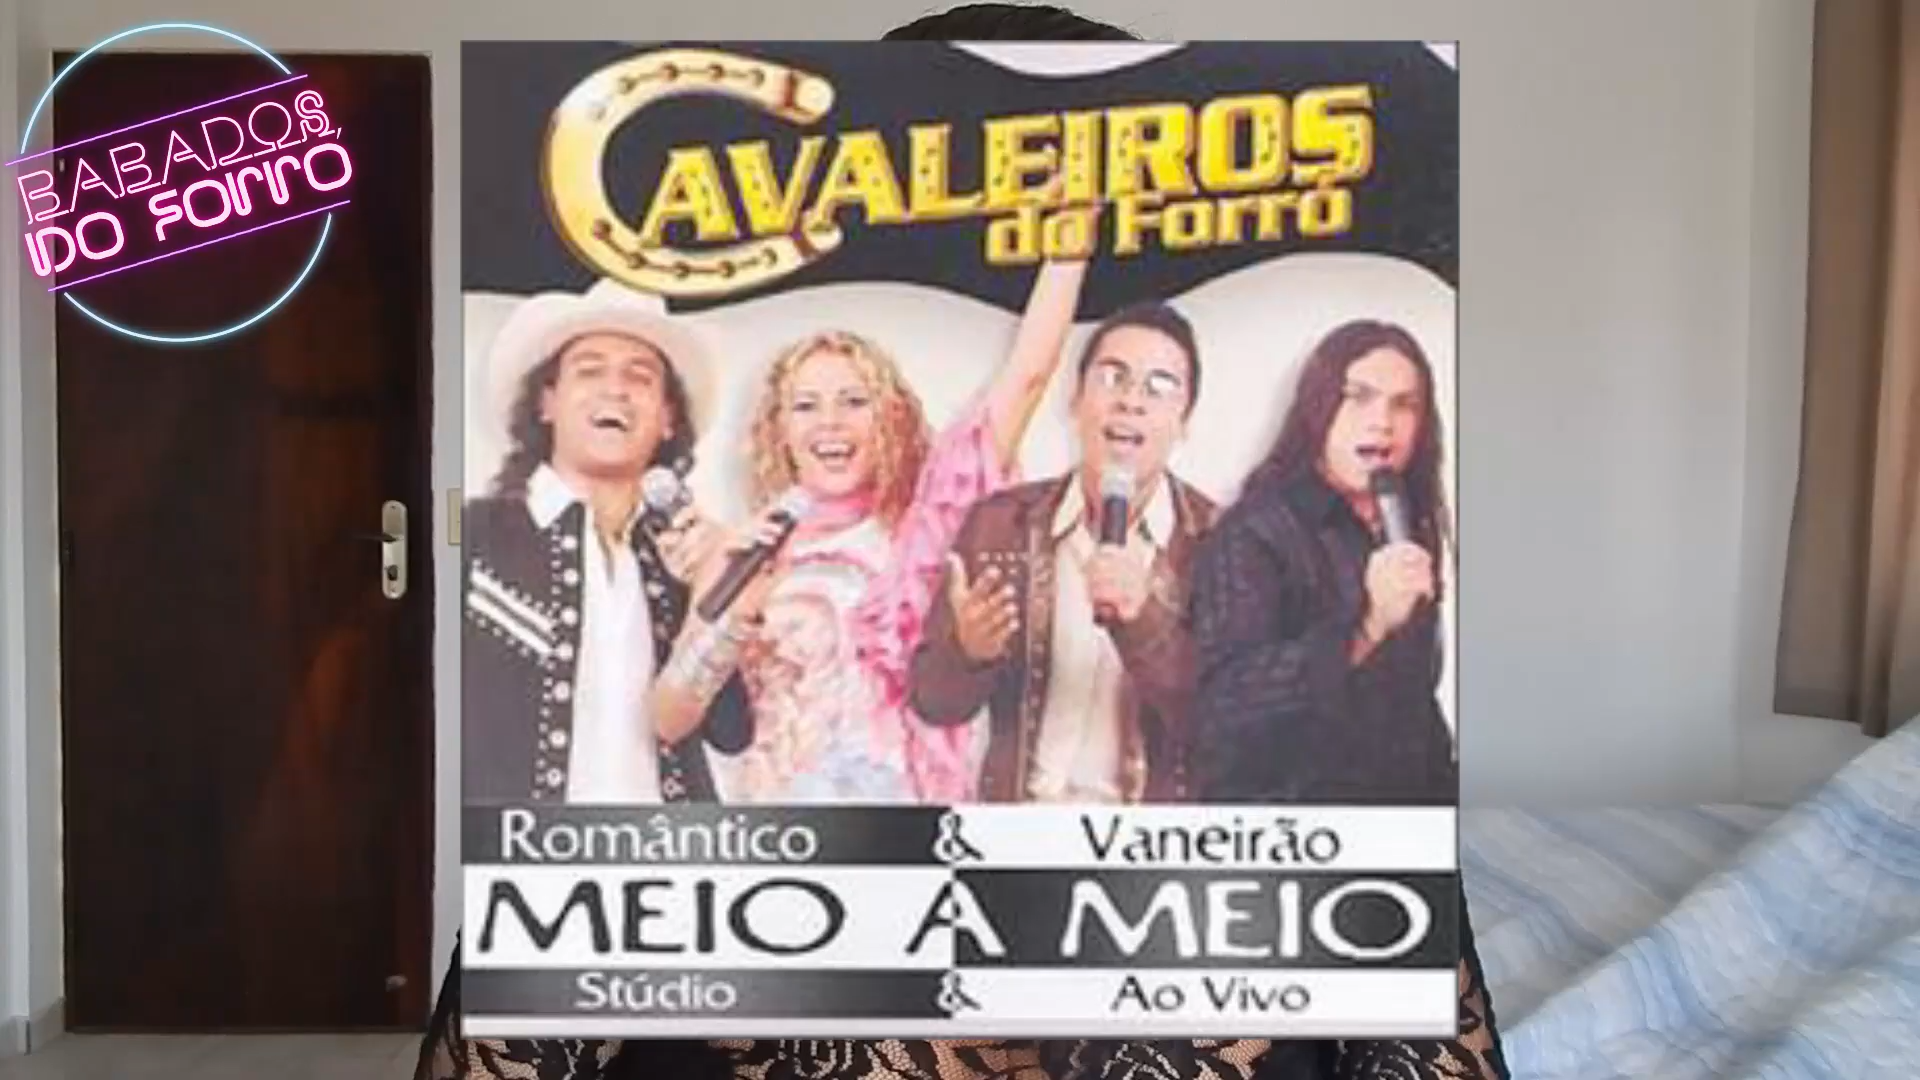 BABADOS
DO FORRÓ
CAVALEIROS
do Forró
Romântico & Vaneirão
MEIO A MEIO
Stúdio & Ao Vivo